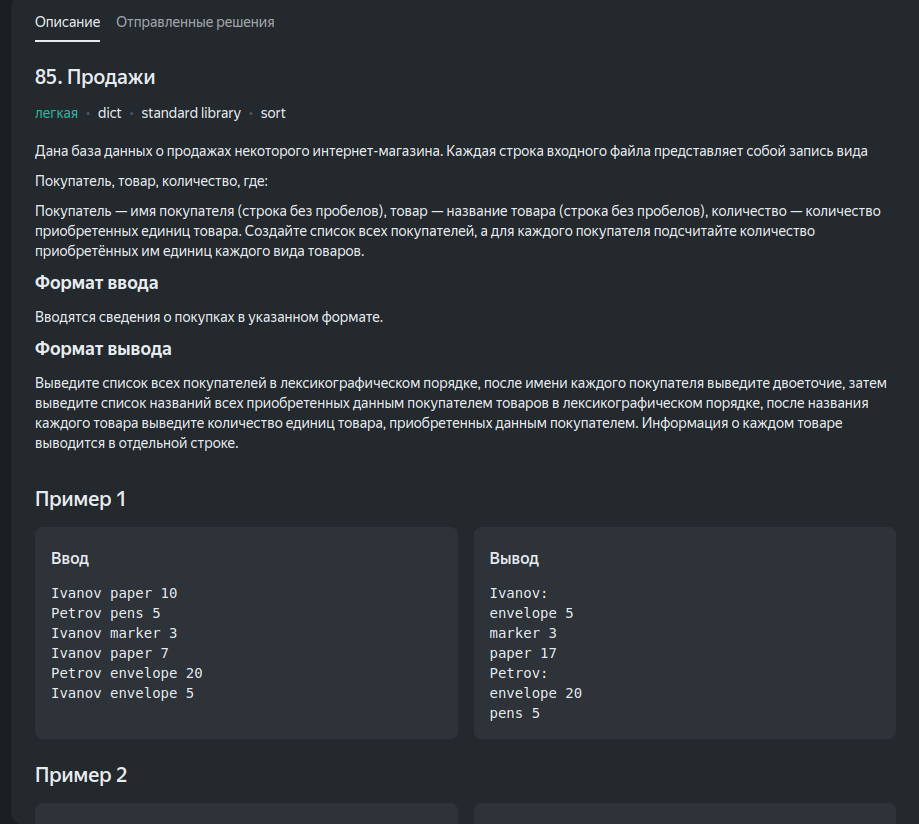 Описание Отправленные решения
85. Продажи
легкая · dict · standard library · sort
Дана база данных о продажах некоторого интернет-магазина. Каждая строка входного файла представляет собой запись вида
Покупатель, товар, количество, где:
Покупатель — имя покупателя (строка без пробелов), товар — название товара (строка без пробелов), количество — количество
приобретенных единиц товара. Создайте список всех покупателей, а для каждого покупателя подсчитайте количество
приобретённых им единиц каждого вида товаров.
Формат ввода
Вводятся сведения о покупках в указанном формате.
Формат вывода
Выведите список всех покупателей в лексикографическом порядке, после имени каждого покупателя выведите двоеточие, затем
выведите список названий всех приобретенных данным покупателем товаров в лексикографическом порядке, после названия
каждого товара выведите количество единиц товара, приобретенных данным покупателем. Информация о каждом товаре
выводится в отдельной строке.
Пример 1
Ввод
Ivanov paper 10
Petrov pens 5
Ivanov marker 3
Ivanov paper 7
Petrov envelope 20
Ivanov envelope 5
Вывод
Ivanov:
envelope 5
marker 3
paper 17
Petrov:
envelope 20
pens 5
Пример 2